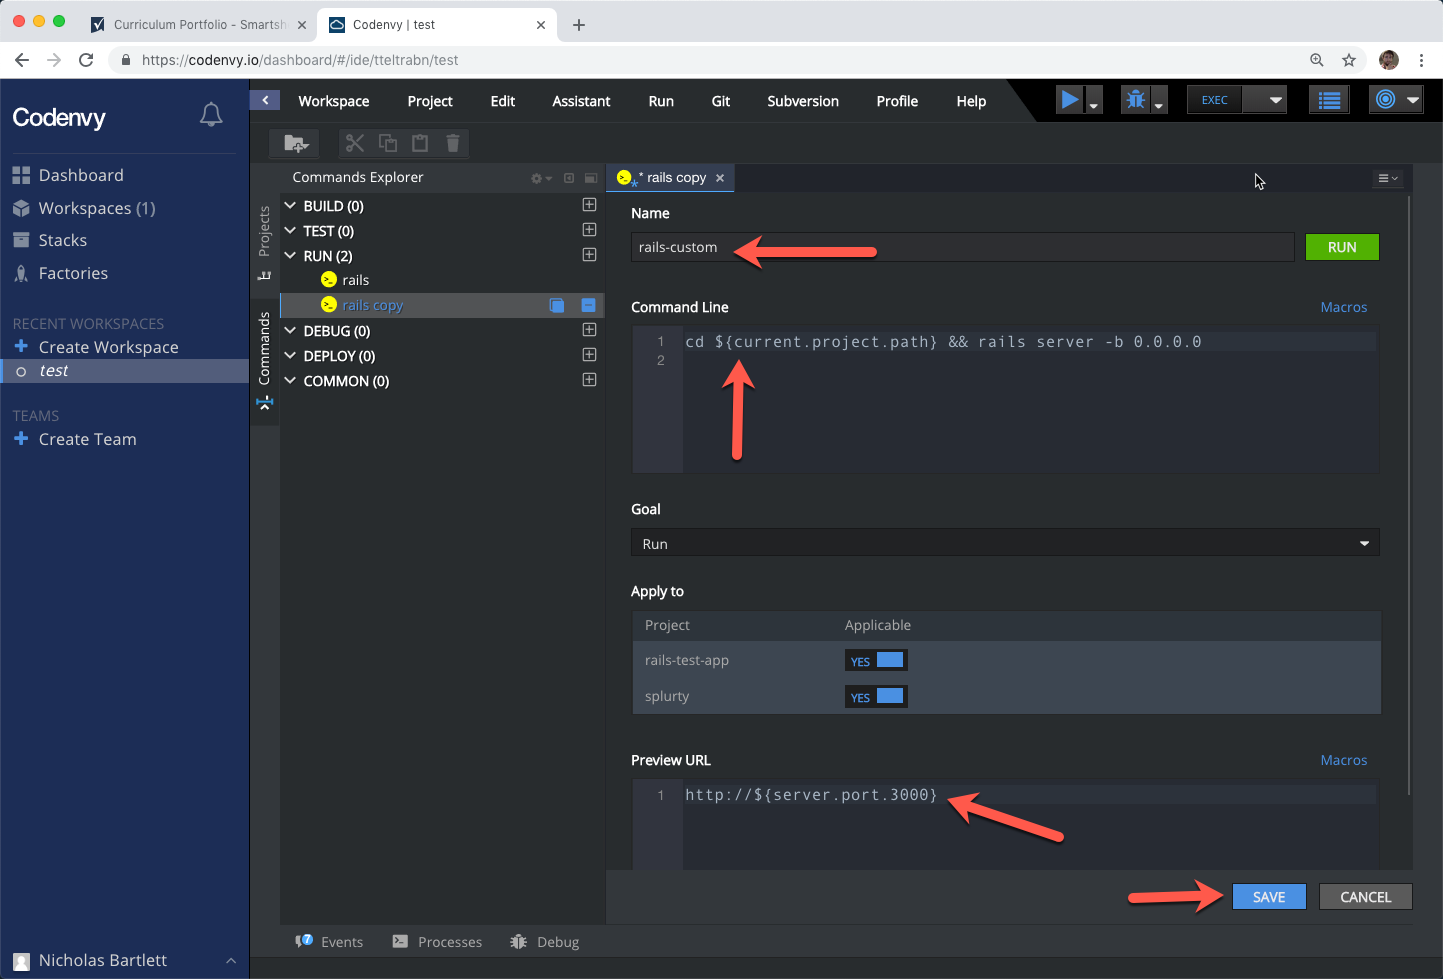 Curriculum Portfolio - Smartsh
Codenvy | test
https://codenvy.io/dashboard/#/ide/tteltrabn/test
Codenvy
Workspace Project Edit Assistant Run Git Subversion Profile Help
EXEC
Dashboard
Workspaces (1)
Stacks
Factories
RECENT WORKSPACES
Create Workspace
test
TEAMS
Create Team
Nicholas Bartlett
Projects
Commands
Commands Explorer
BUILD (0)
TEST (0)
RUN (2)
rails
rails copy
DEBUG (0)
DEPLOY (0)
COMMON (0)
* rails copy
Name
rails-custom
RUN
Command Line Macros
1 cd ${current.project.path} && rails server -b 0.0.0.0
2
Goal
Run
Apply to
Project Applicable
rails-test-app YES
splurty YES
Preview URL Macros
1 http://${server.port.3000}
SAVE CANCEL
7 Events Processes Debug